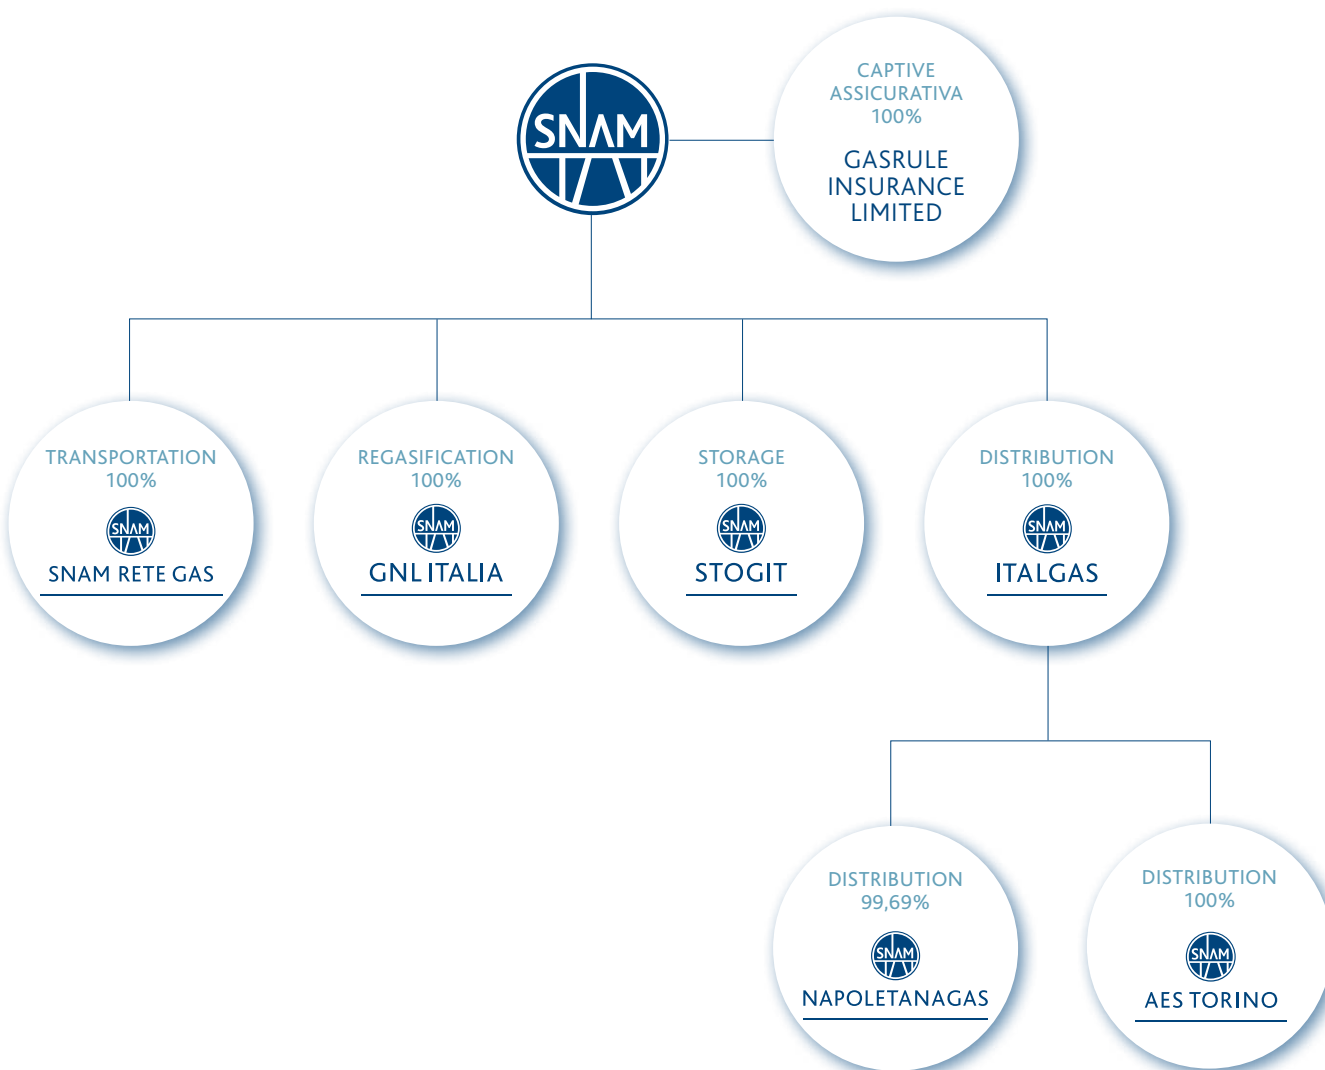 SNAM
CAPTIVE
ASSICURATIVA
100%
GASRULE
INSURANCE
LIMITED
TRANSPORTATION
100%
SNAM
SNAM RETE GAS
REGASIFICATION
100%
SNAM
GNL ITALIA
STORAGE
100%
SNAM
STOGIT
DISTRIBUTION
100%
SNAM
ITALGAS
DISTRIBUTION
99,69%
SNAM
NAPOLETANAGAS
DISTRIBUTION
100%
SNAM
AES TORINO